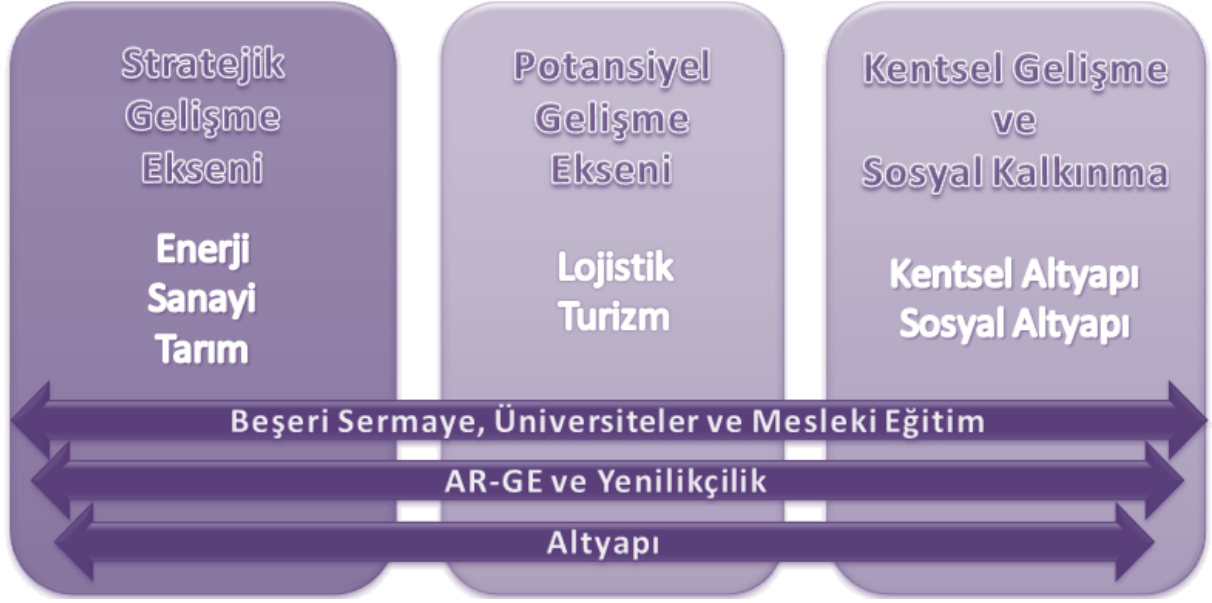 Stratejik
Gelişme
Ekseni
Enerji
Sanayi
Tarım
Potansiyel
Gelişme
Ekseni
Lojistik
Turizm
Kentsel Gelişme
ve
Sosyal Kalkınma
Kentsel Altyapı
Sosyal Altyapı
Beşeri Sermaye, Üniversiteler ve Mesleki Eğitim
AR-GE ve Yenilikçilik
Altyapı